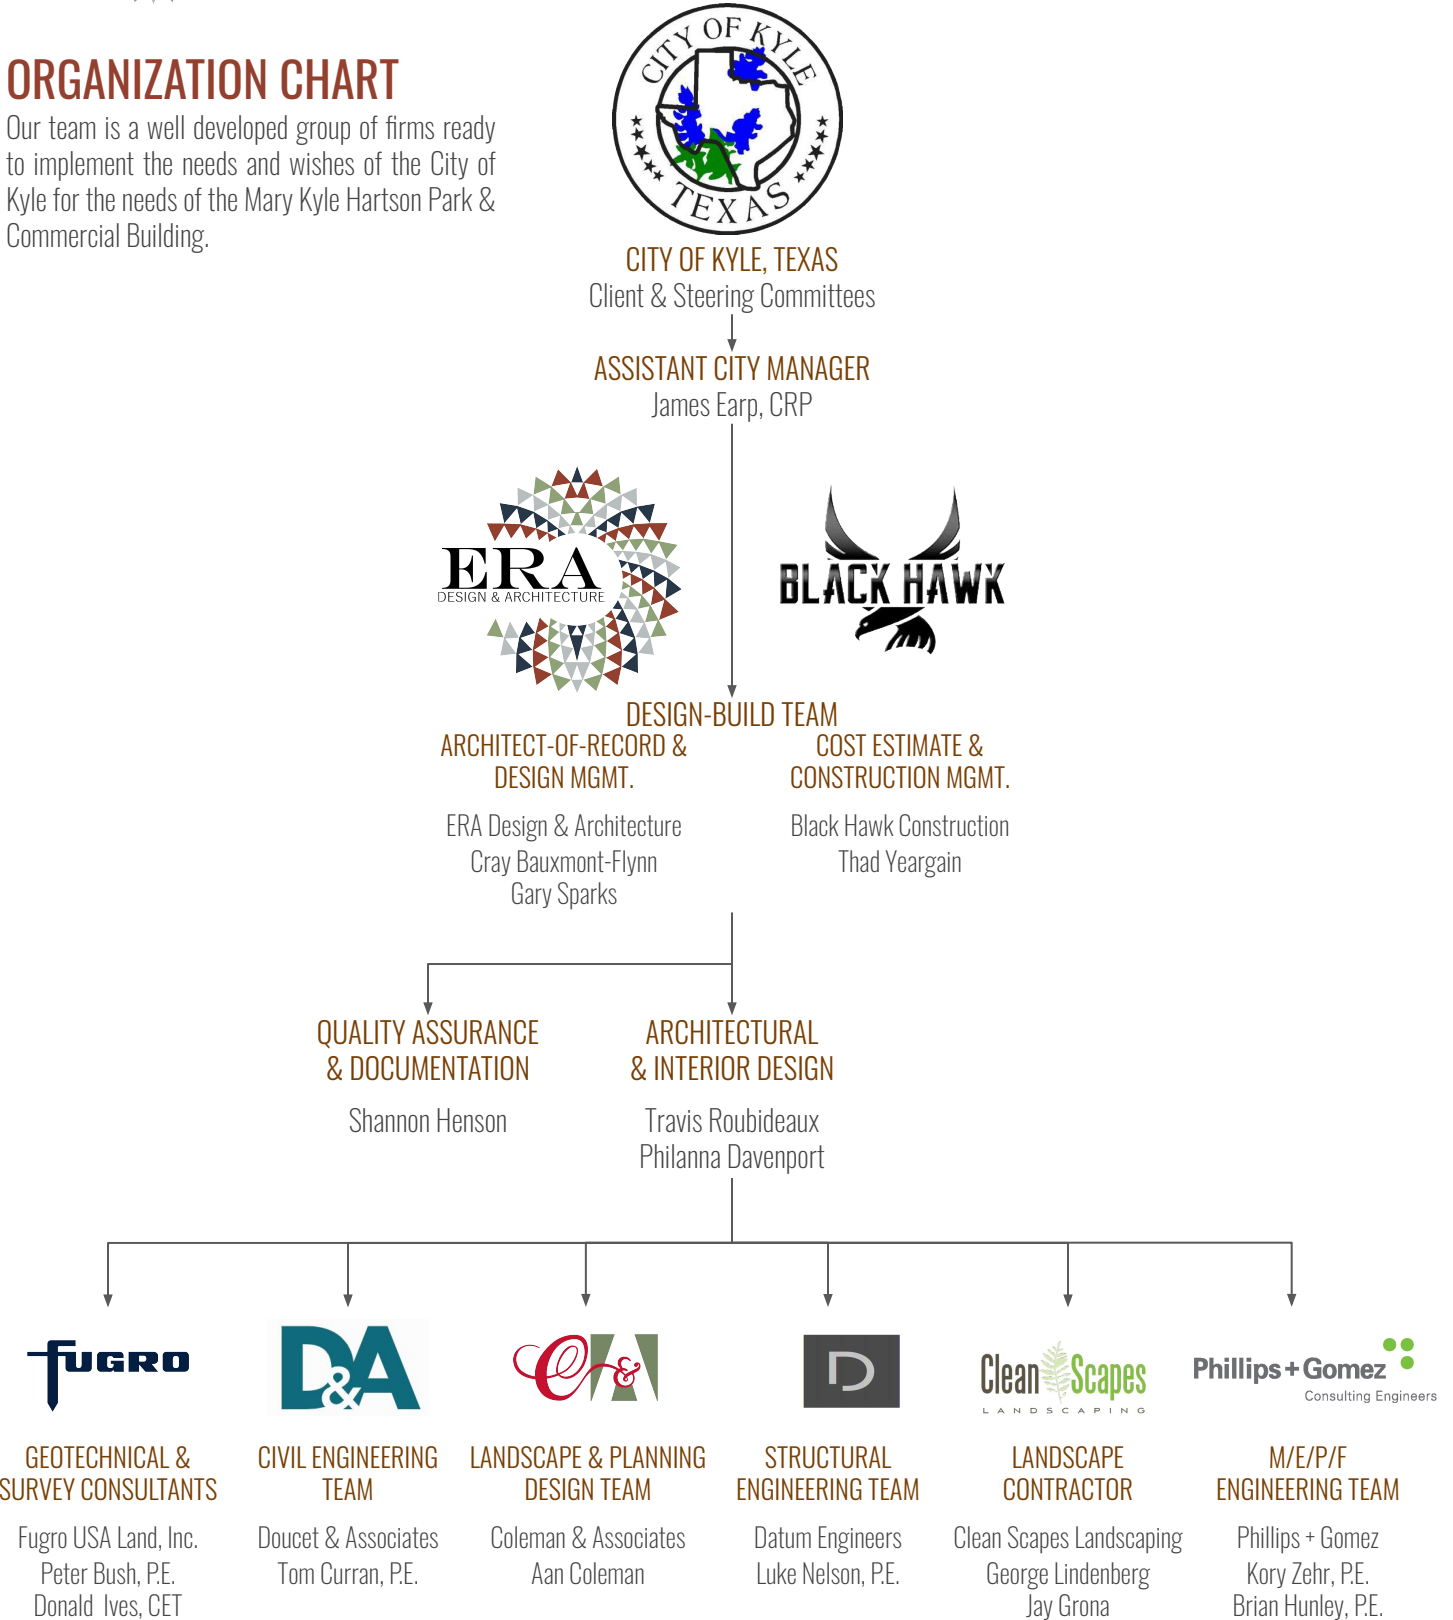 ORGANIZATION CHART
Our team is a well developed group of firms ready
to implement the needs and wishes of the City of
Kyle for the needs of the Mary Kyle Hartson Park &
Commercial Building.
CITY OF KYLE
TEXAS
CITY OF KYLE, TEXAS
Client & Steering Committees
ASSISTANT CITY MANAGER
James Earp, CRP
ERA
DESIGN & ARCHITECTURE
BLACK HAWK
DESIGN-BUILD TEAM
ARCHITECT-OF-RECORD &
DESIGN MGMT.
ERA Design & Architecture
Cray Bauxmont-Flynn
Gary Sparks
COST ESTIMATE &
CONSTRUCTION MGMT.
Black Hawk Construction
Thad Yeargain
QUALITY ASSURANCE
& DOCUMENTATION
Shannon Henson
ARCHITECTURAL
& INTERIOR DESIGN
Travis Roubideaux
Philanna Davenport
FUGRO
GEOTECHNICAL &
SURVEY CONSULTANTS
Fugro USA Land, Inc.
Peter Bush, P.E.
Donald Ives, CET
D&A
CIVIL ENGINEERING
TEAM
Doucet & Associates
Tom Curran, P.E.
C&A
LANDSCAPE & PLANNING
DESIGN TEAM
Coleman & Associates
Aan Coleman
D
STRUCTURAL
ENGINEERING TEAM
Datum Engineers
Luke Nelson, P.E.
Clean Scapes
LANDSCAPING
LANDSCAPE
CONTRACTOR
Clean Scapes Landscaping
George Lindenberg
Jay Grona
Phillips+Gomez
Consulting Engineers
M/E/P/F
ENGINEERING TEAM
Phillips + Gomez
Kory Zehr, P.E.
Brian Hunley, P.E.